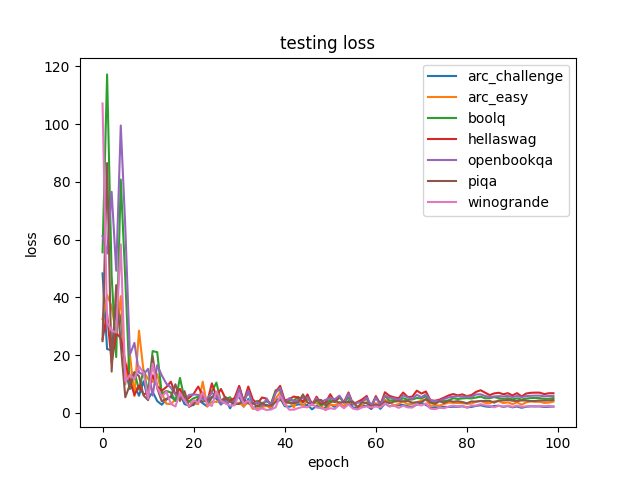 testing loss
120
100
80
60
40
20
0
loss
0
20
40
60
80
100
epoch
arc_challenge
arc_easy
boolq
hellaswag
openbookqa
piqa
winogrande